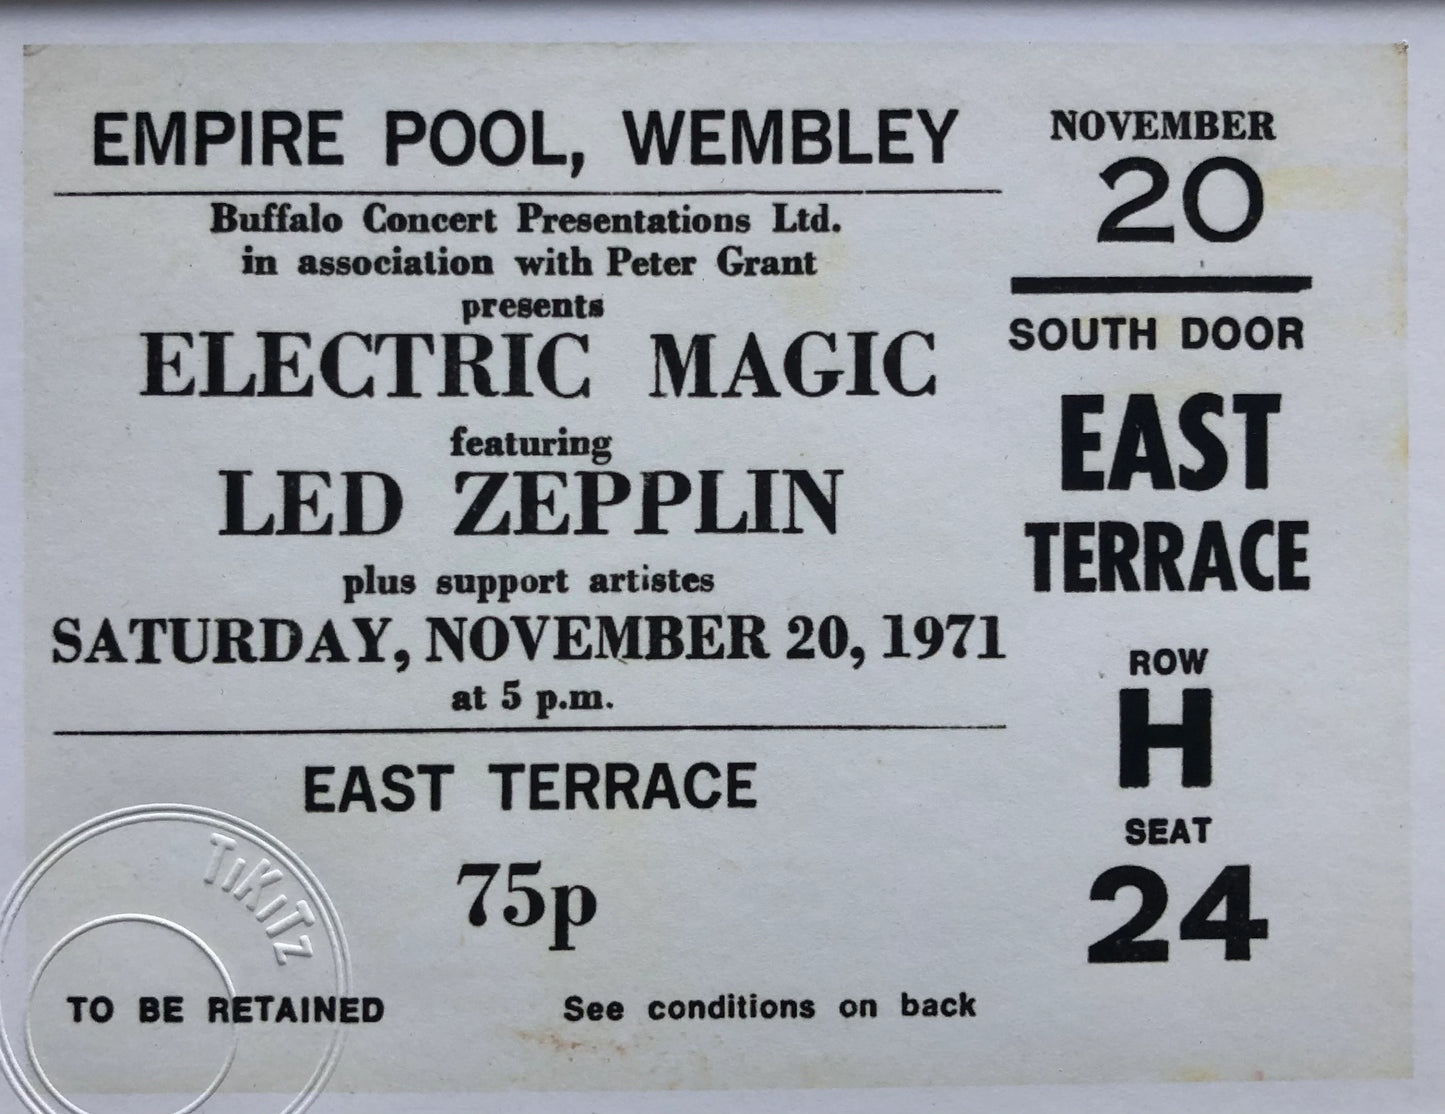 EMPIRE POOL, WEMBLEY
Buffalo Concert Presentations Ltd.
in association with Peter Grant
presents
ELECTRIC MAGIC
featuring
LED ZEPPLIN
plus support artistes
SATURDAY, NOVEMBER 20, 1971
at 5 p.m.
EAST TERRACE
75p
TO BE RETAINED
See conditions on back
NOVEMBER
20
SOUTH DOOR
EAST
TERRACE
ROW
H
SEAT
24
TiKiTz